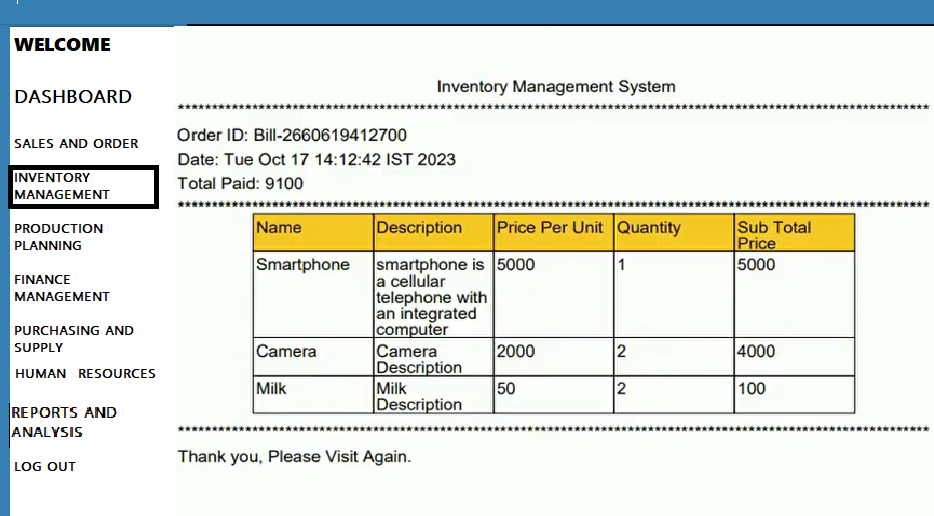 WELCOME
DASHBOARD
SALES AND ORDER
INVENTORY
MANAGEMENT
PRODUCTION
PLANNING
FINANCE
MANAGEMENT
PURCHASING AND
SUPPLY
HUMAN RESOURCES
REPORTS AND
ANALYSIS
LOG OUT
Inventory Management System
****************************************************************************************************************************
Order ID: Bill-2660619412700
Date: Tue Oct 17 14:12:42 IST 2023
Total Paid: 9100
****************************************************************************************************************************
Name Description Price Per Unit Quantity Sub Total
Price
Smartphone smartphone is 5000 1 5000
a cellular
telephone with
an integrated
computer
Camera Camera 2000 2 4000
Description
Milk Milk 50 2 100
Description
****************************************************************************************************************************
Thank you, Please Visit Again.